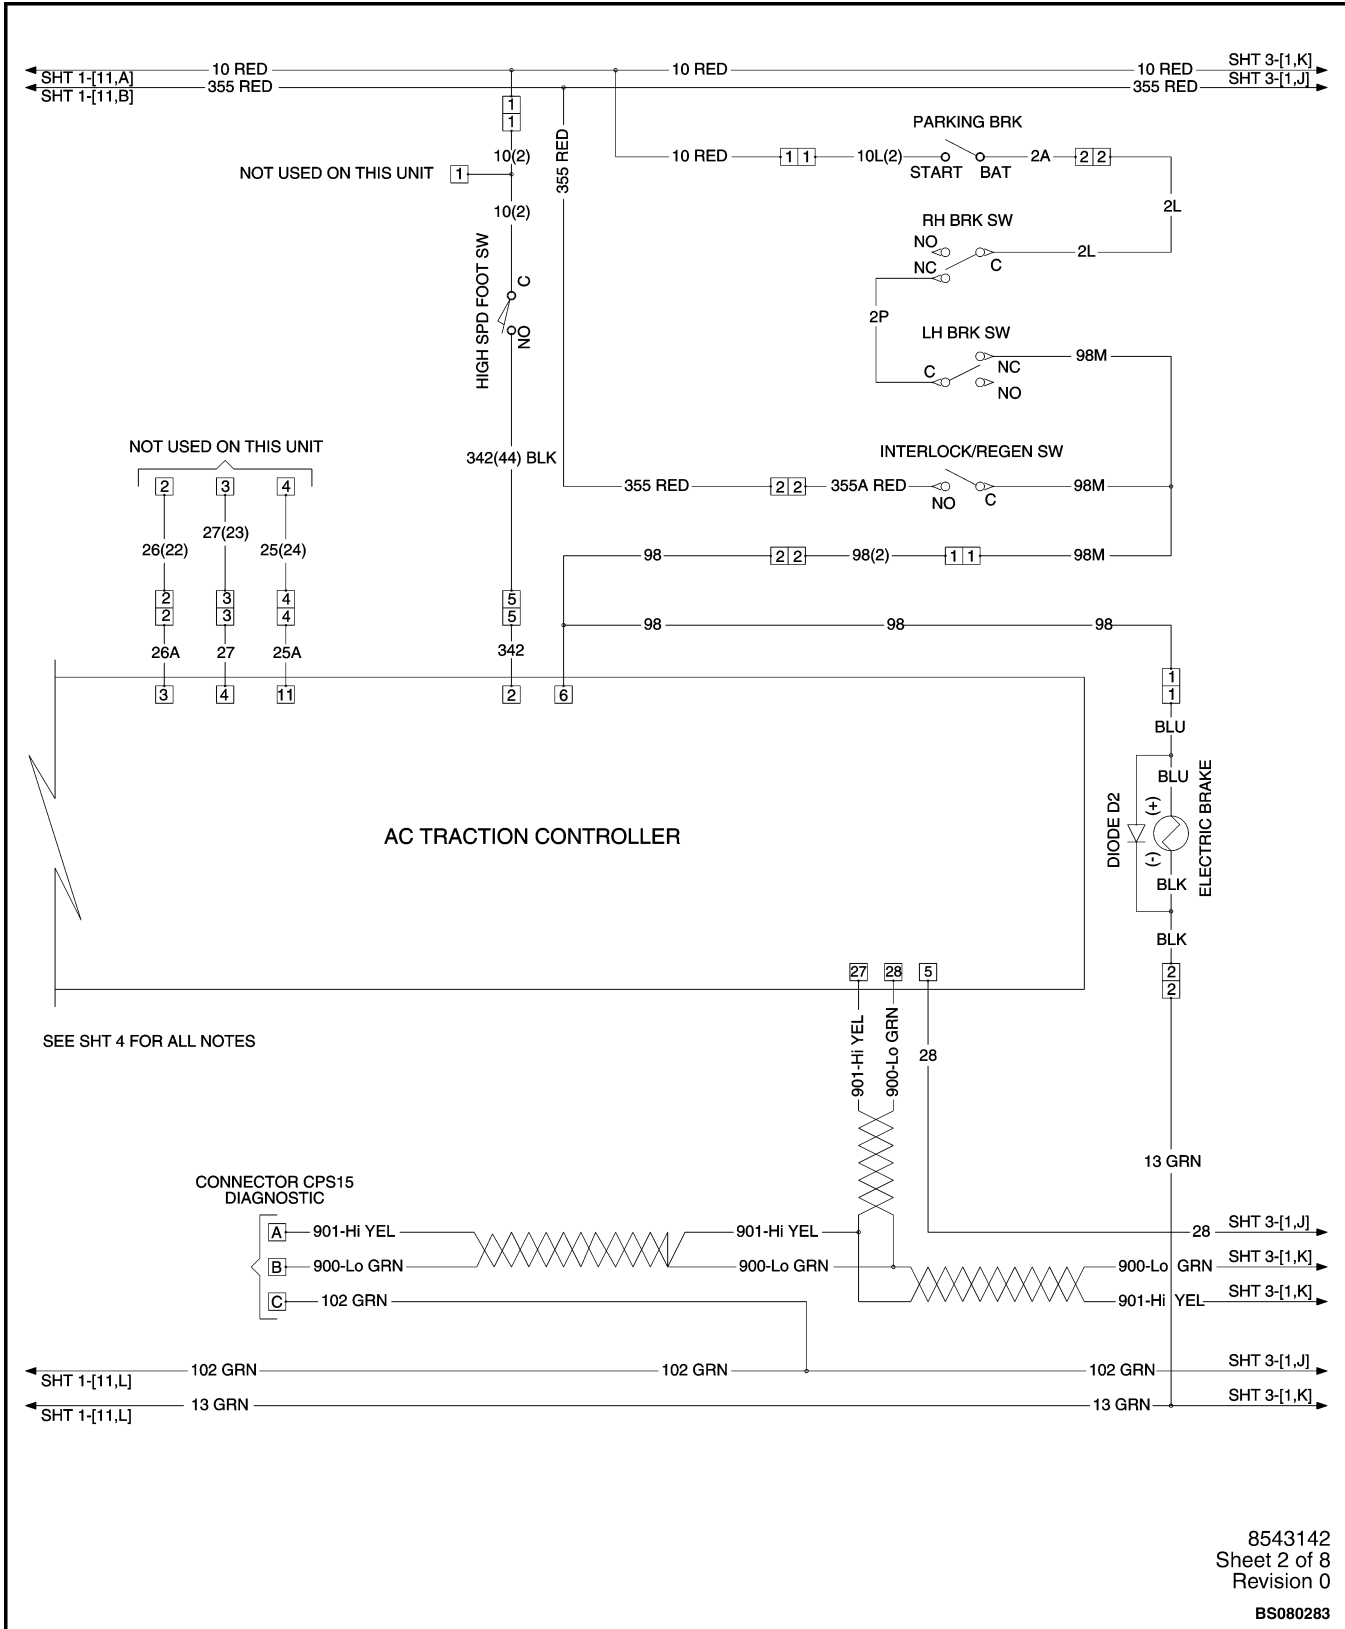 10 RED 10 RED 10 RED SHT 3-[1,K]
SHT 1-[11,A] 355 RED 355 RED SHT 3-[1,J]
SHT 1-[11,B]
1
1
PARKING BRK
10(2) 355 RED 10 RED 1 1 10L(2) 2A 2 2
NOT USED ON THIS UNIT 1 START BAT
10(2) 2L
RH BRK SW
NO
2L
NC C
HIGH SPD FOOT SW C NO
2P
LH BRK SW
98M
C NC
NO
NOT USED ON THIS UNIT
342(44) BLK
INTERLOCK/REGEN SW
2 3 4 355 RED 2 2 355A RED 98M
NO C
27(23)
26(22) 25(24) 98 2 2 98(2) 1 1 98M
2 3 4 5
2 3 4 5
98 98 98
26A 27 25A 342
3 4 11 2 6
1
1
BLU
BLU
AC TRACTION CONTROLLER
DIODE D2 (+) (-) ELECTRIC BRAKE
BLK
BLK
27 28 5 2
2
SEE SHT 4 FOR ALL NOTES
901-Hi YEL 900-Lo GRN 28
13 GRN
CONNECTOR CPS15
DIAGNOSTIC
A 901-Hi YEL 901-Hi YEL 28 SHT 3-[1,J]
B 900-Lo GRN 900-Lo GRN 900-Lo GRN SHT 3-[1,K]
C 102 GRN 901-Hi YEL SHT 3-[1,K]
102 GRN 102 GRN 102 GRN SHT 3-[1,J]
SHT 1-[11,L]
13 GRN 13 GRN SHT 3-[1,K]
SHT 1-[11,L]
8543142
Sheet 2 of 8
Revision 0
BS080283